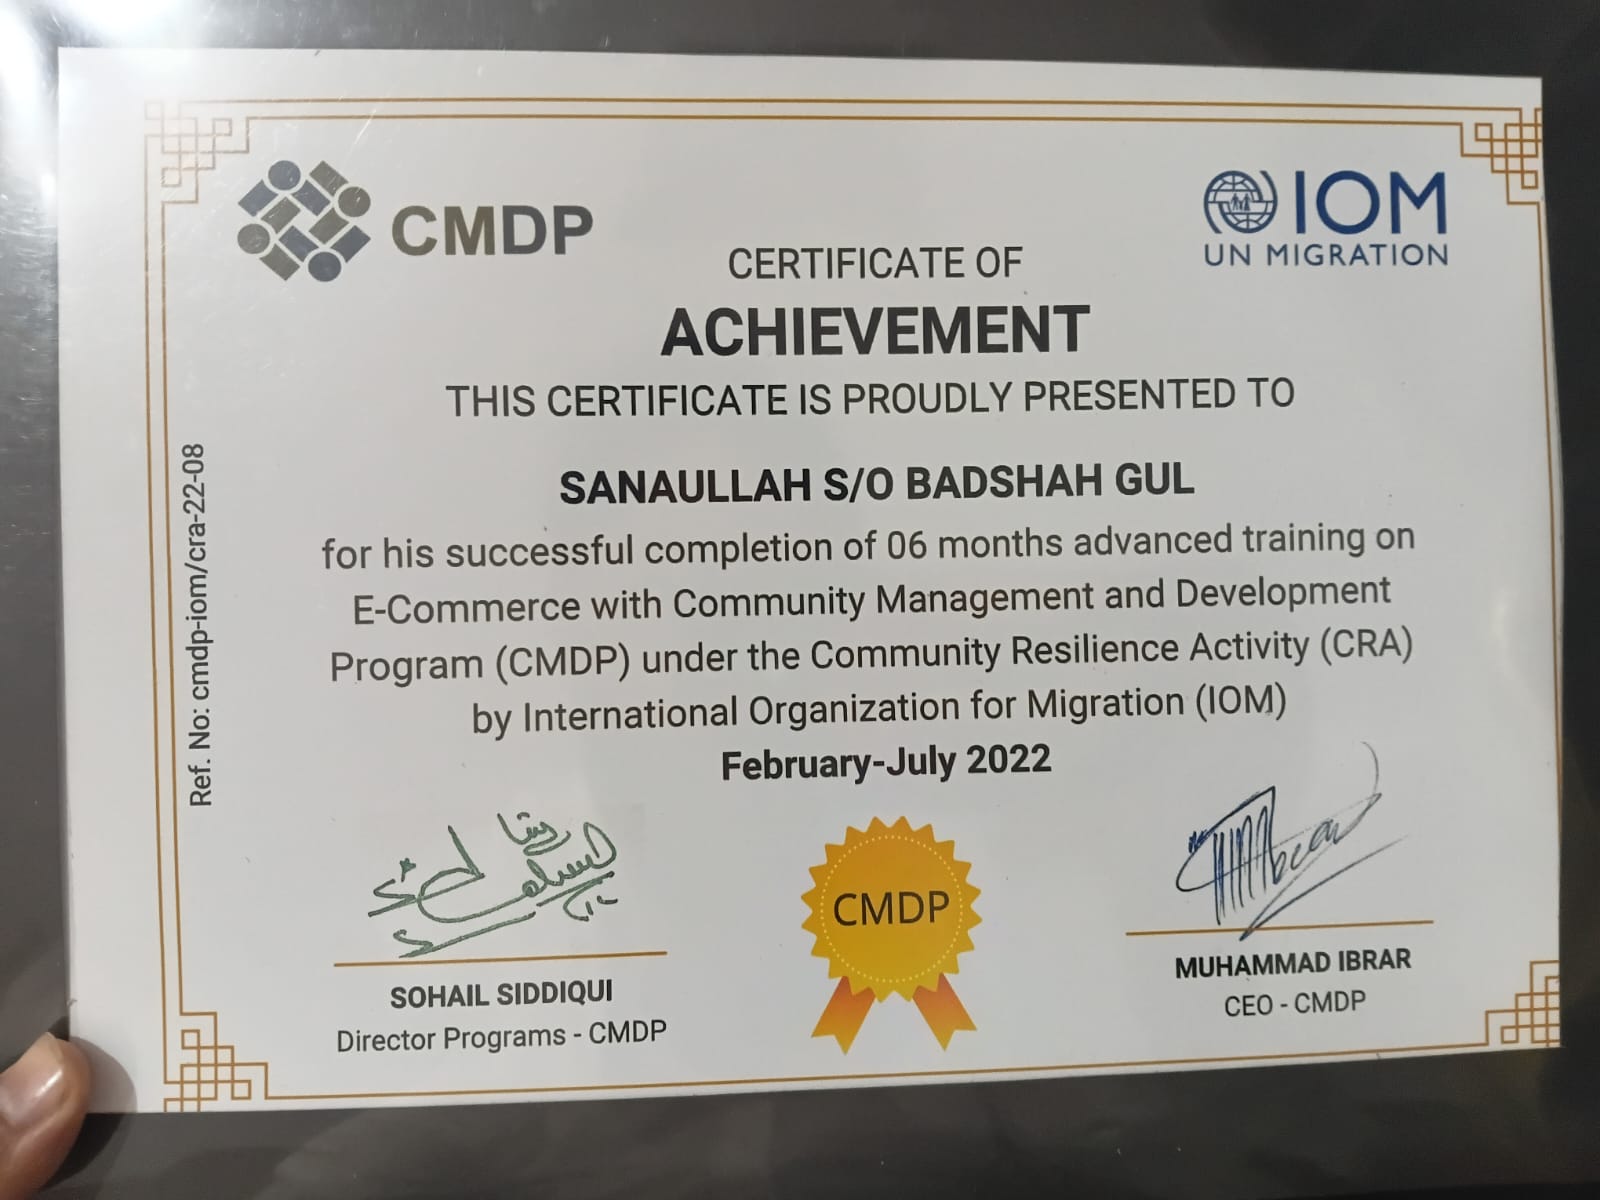 CMDP
IOM
UN MIGRATION
CERTIFICATE OF
ACHIEVEMENT
THIS CERTIFICATE IS PROUDLY PRESENTED TO
SANAULLAH S/O BADSHAH GUL
for his successful completion of 06 months advanced training on
E-Commerce with Community Management and Development
Program (CMDP) under the Community Resilience Activity (CRA)
by International Organization for Migration (IOM)
February-July 2022
Ref. No: cmdp-iom/cra-22-08
CMDP
SOHAIL SIDDIQUI
Director Programs - CMDP
MUHAMMAD IBRAR
CEO - CMDP